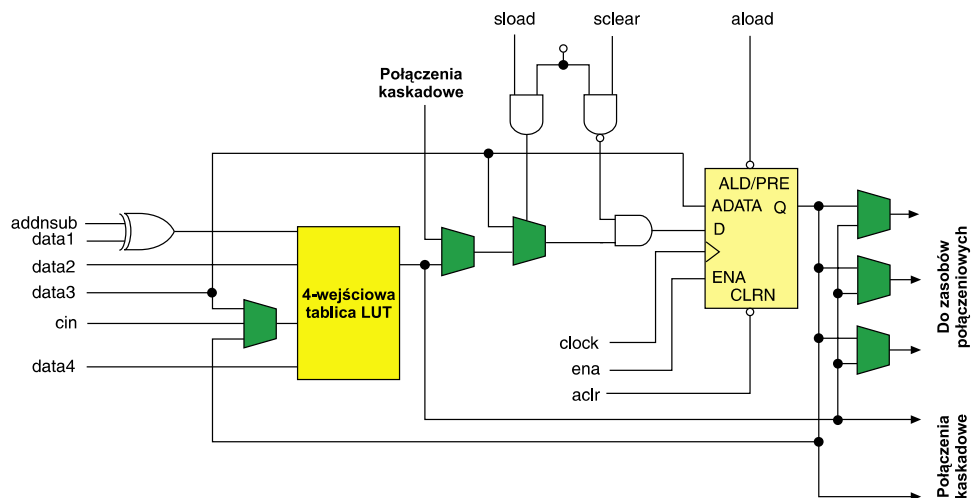 sload
sclear
aload
Połączenia
kaskadowe
ALD/PRE
ADATA Q
D
ENA
CLRN
addnsub
data1
data2
data3
cin
data4
4-wejściowa
tablica LUT
clock
ena
aclr
Do zasobów
połączeniowych
Połączenia
kaskadowe